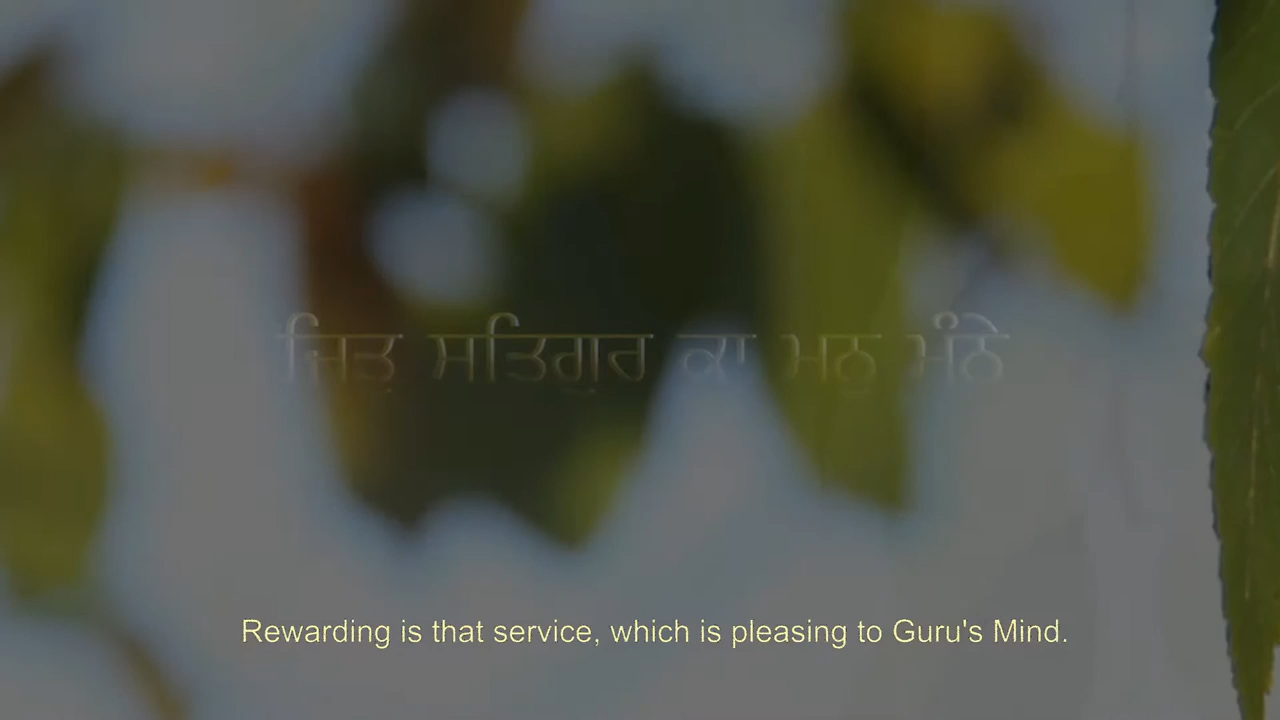 ਜਿਤੁ ਸਤਿਗੁਰ ਕਾ ਮਨੁ ਮੰਨੇ
Rewarding is that service, which is pleasing to Guru's Mind.